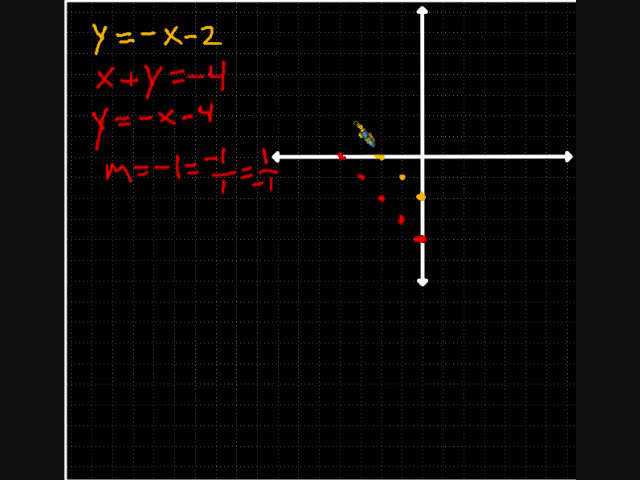 y = -x - 2
x + y = -4
y = -x - 4
m = -1 = -1/1 = 1/-1